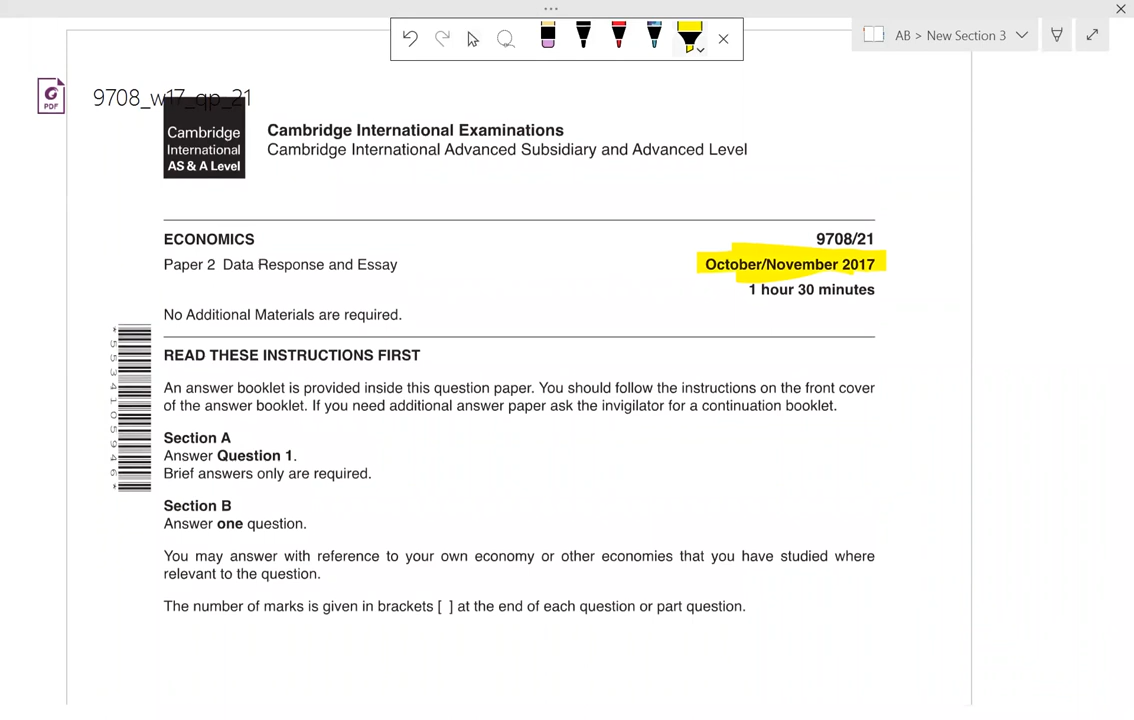 AB > New Section 3
PDF
9708_w17_qp_21
Cambridge
International
AS & A Level
Cambridge International Examinations
Cambridge International Advanced Subsidiary and Advanced Level
ECONOMICS 9708/21
Paper 2 Data Response and Essay October/November 2017
1 hour 30 minutes
No Additional Materials are required.
*5534105946*
READ THESE INSTRUCTIONS FIRST
An answer booklet is provided inside this question paper. You should follow the instructions on the front cover
of the answer booklet. If you need additional answer paper ask the invigilator for a continuation booklet.
Section A
Answer Question 1.
Brief answers only are required.
Section B
Answer one question.
You may answer with reference to your own economy or other economies that you have studied where
relevant to the question.
The number of marks is given in brackets [ ] at the end of each question or part question.